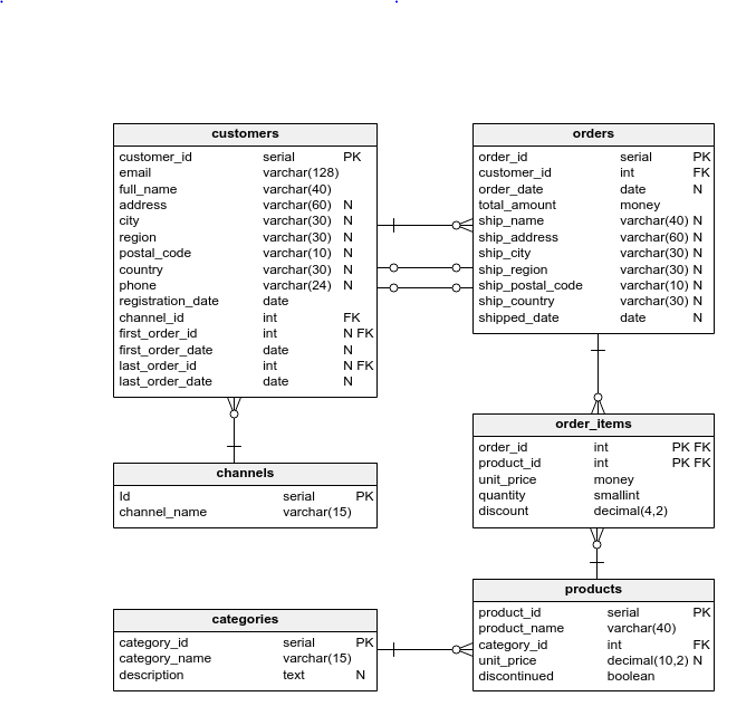 customers
customer_id serial PK
email varchar(128)
full_name varchar(40)
address varchar(60) N
city varchar(30) N
region varchar(30) N
postal_code varchar(10) N
country varchar(30) N
phone varchar(24) N
registration_date date
channel_id int FK
first_order_id int N FK
first_order_date date N
last_order_id int N FK
last_order_date date N
orders
order_id serial PK
customer_id int FK
order_date date N
total_amount money
ship_name varchar(40) N
ship_address varchar(60) N
ship_city varchar(30) N
ship_region varchar(30) N
ship_postal_code varchar(10) N
ship_country varchar(30) N
shipped_date date N
channels
Id serial PK
channel_name varchar(15)
order_items
order_id int PK FK
product_id int PK FK
unit_price money
quantity smallint
discount decimal(4,2)
categories
category_id serial PK
category_name varchar(15)
description text N
products
product_id serial PK
product_name varchar(40)
category_id int FK
unit_price decimal(10,2) N
discontinued boolean